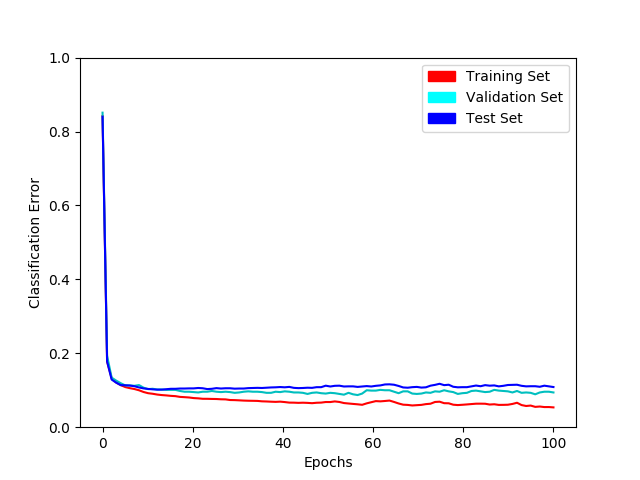 1.0
0.8
0.6
0.4
0.2
0.0
Classification Error
Training Set
Validation Set
Test Set
0 20 40 60 80 100
Epochs